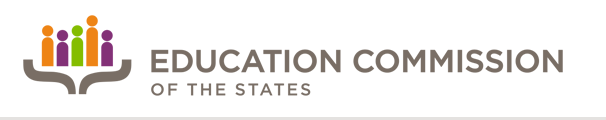 EDUCATION COMMISSION
OF THE STATES